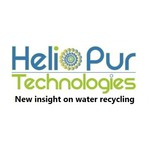 Helio Pur
Technologies
New insight on water recycling